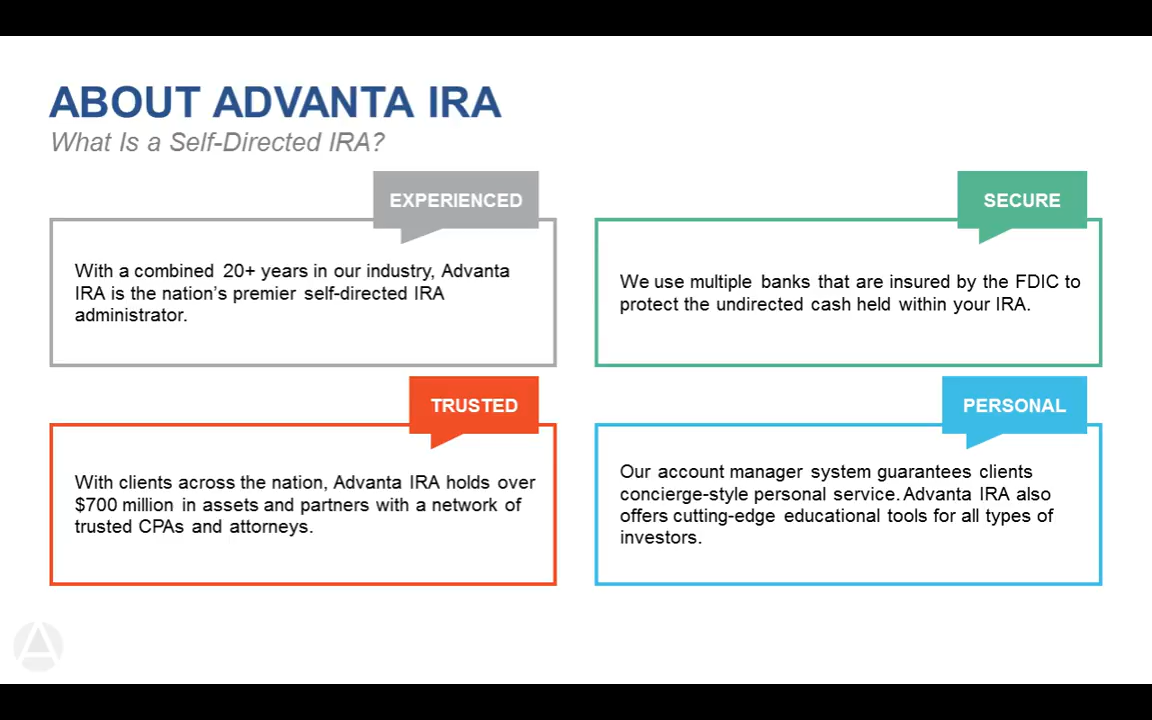 ABOUT ADVANTA IRA
What Is a Self-Directed IRA?
EXPERIENCED
With a combined 20+ years in our industry, Advanta
IRA is the nation's premier self-directed IRA
administrator.
SECURE
We use multiple banks that are insured by the FDIC to
protect the undirected cash held within your IRA.
TRUSTED
With clients across the nation, Advanta IRA holds over
$700 million in assets and partners with a network of
trusted CPAs and attorneys.
PERSONAL
Our account manager system guarantees clients
concierge-style personal service. Advanta IRA also
offers cutting-edge educational tools for all types of
investors.